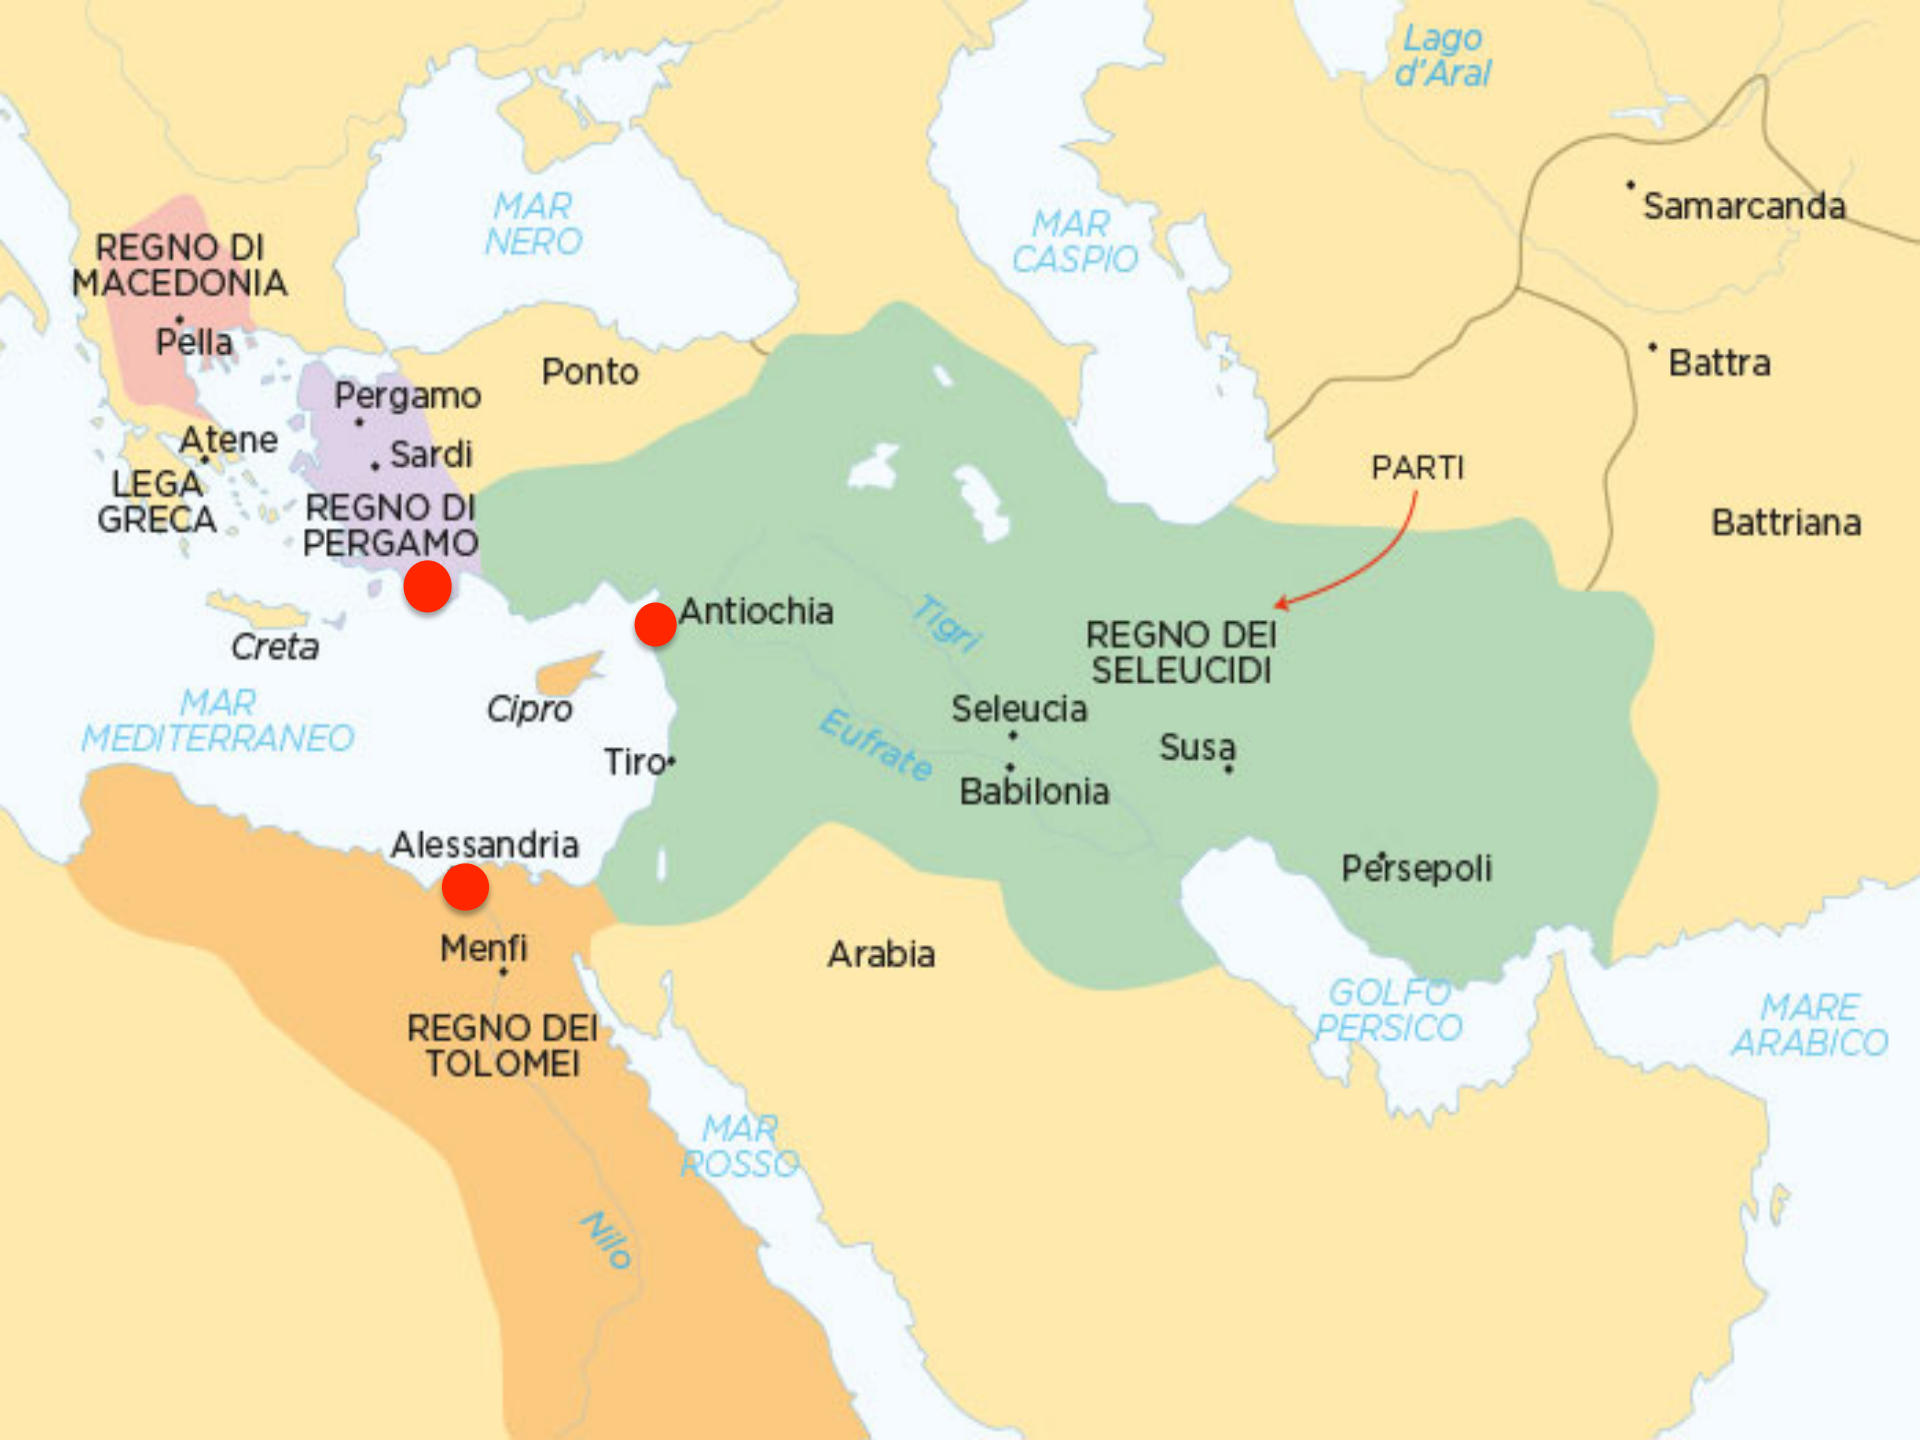 Lago
d'Aral
MAR
NERO
MAR
CASPIO
Samarcanda
REGNO DI
MACEDONIA
Pella
Ponto
Battra
Pergamo
Atene
Sardi
PARTI
LEGA
GRECA
REGNO DI
PERGAMO
Battriana
Antiochia
Tigri
REGNO DEI
SELEUCIDI
Creta
Cipro
MAR
MEDITERRANEO
Seleucia
Eufrate
Susa
Tiro
Babilonia
Alessandria
Persepoli
Menfi
Arabia
GOLFO
PERSICO
MARE
ARABICO
REGNO DEI
TOLOMEI
MAR
ROSSO
Nilo